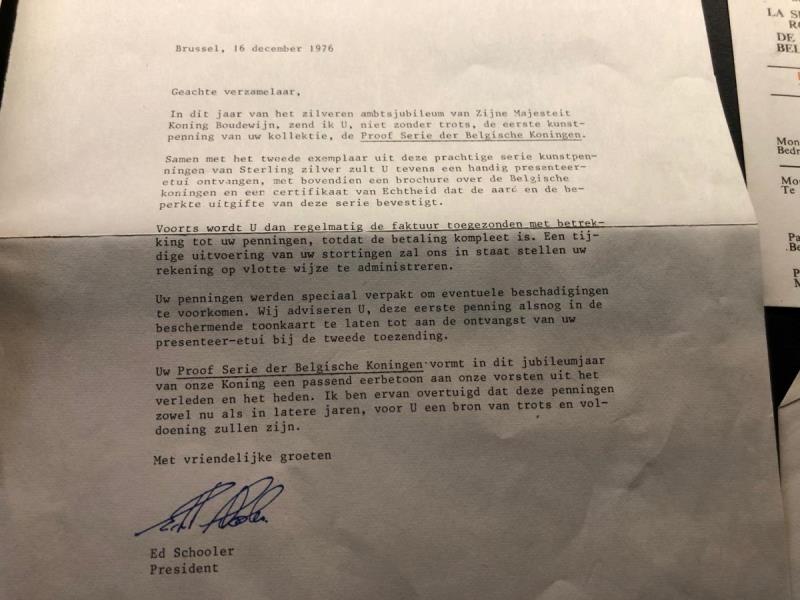 Brussel, 16 december 1976
Geachte verzamelaar,
In dit jaar van het zilveren ambtsjubileum van Zijne Majesteit
Koning Boudewijn, zend ik U, niet zonder trots, de eerste kunst-
penning van uw kollektie, de Proof Serie der Belgische Koningen.
Samen met het tweede exemplaar uit deze prachtige serie kunstpen-
ningen van Sterling zilver zult U tevens een handig presenteer-
etui ontvangen, met bovendien een brochure over de Belgische
koningen en eer certifikaat van Echtheid dat de aard en de be-
perkte uitgifte van deze serie bevestigt.
Voorts wordt U dan regelmatig de faktuur toegezonden met betrek-
king tot uw penningen, totdat de betaling kompleet is. Een tij-
dige uitvoering van uw stortingen zal ons in staat stellen uw
rekening op vlotte wijze te administreren.
Uw penningen werden speciaal verpakt om eventuele beschadigingen
te voorkomen. Wij adviseren U, deze eerste penning alsnog in de
beschermende toonkaart te laten tot aan de ontvangst van uw
presenteer-etui bij de tweede toezending.
Uw Proof Serie der Belgische Koningen vormt in dit jubileumjaar
van onze Koning een passend eerbetoon aan onze vorsten uit het
verleden en het heden. Ik ben ervan overtuigd dat deze penningen
zowel nu als in latere jaren, voor U een bron van trots en vol-
doening zullen zijn.
Met vriendelijke groeten
Ed Schooler
President
LA S
R
DE
BEL
Mon
Bedr
Mo
Te
Pa
Be
P
M